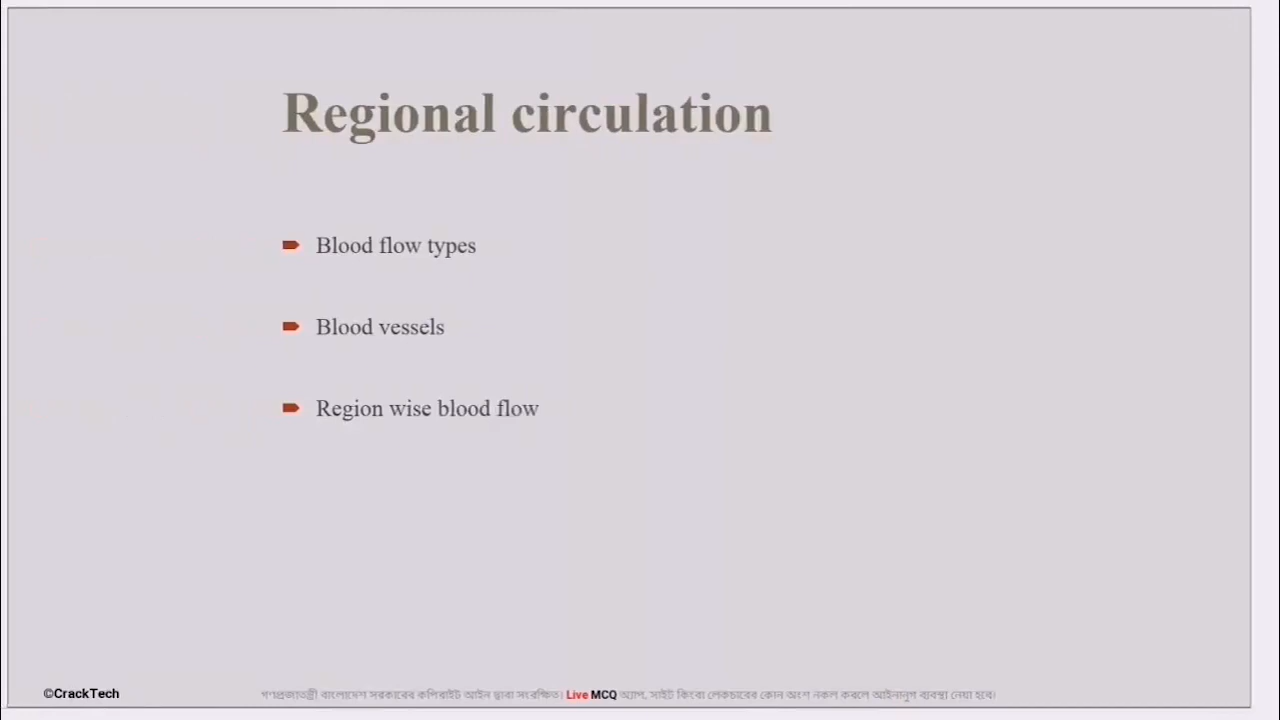 Regional circulation
Blood flow types
Blood vessels
Region wise blood flow
©CrackTech
গণপ্রজাতন্ত্রী বাংলাদেশ সরকারের কপিরাইট আইন দ্বারা সংরক্ষিত। Live MCQ অ্যাপ, সাইট কিংবা লেকচারের কোন অংশ নকল করলে আইনানুগ ব্যবস্থা নেয়া হবে।